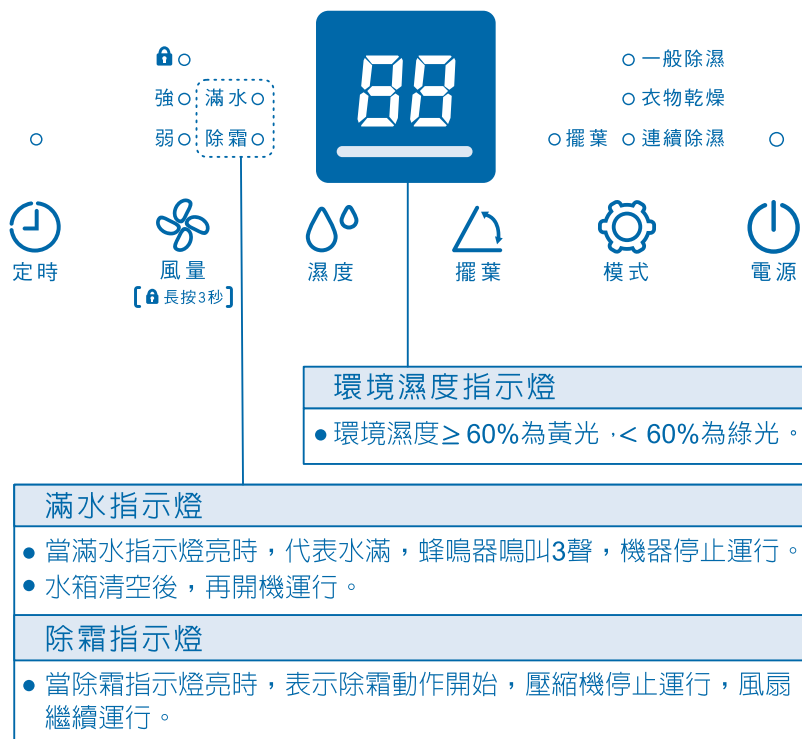 88
一般除濕
強 滿水
衣物乾燥
弱 除霜
擺葉 連續除濕
定時
風量
濕度
擺葉
模式
電源
【長按3秒】
環境濕度指示燈
● 環境濕度≥60%為黃光，<60%為綠光。
滿水指示燈
● 當滿水指示燈亮時，代表水滿，蜂鳴器鳴叫3聲，機器停止運行。
● 水箱清空後，再開機運行。
除霜指示燈
● 當除霜指示燈亮時，表示除霜動作開始，壓縮機停止運行，風扇
繼續運行。